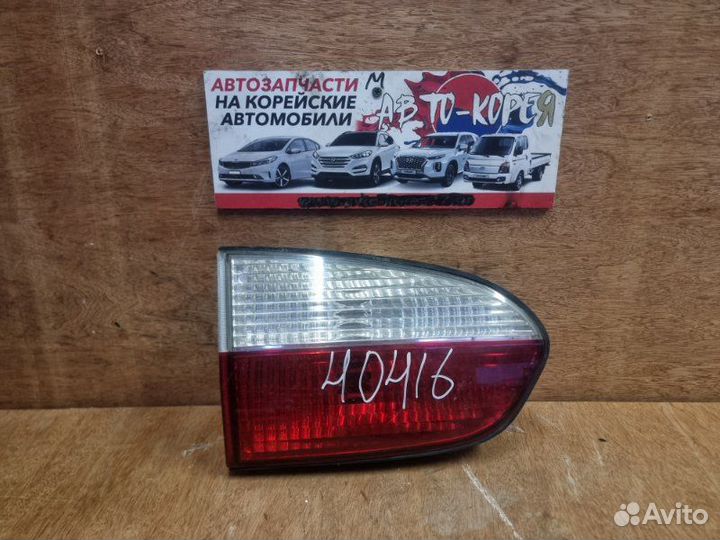 АВТОЗАПЧАСТИ
НА КОРЕЙСКИЕ
АВТОМОБИЛИ
М
АВТО-КОРЕЯ
40416
Avito